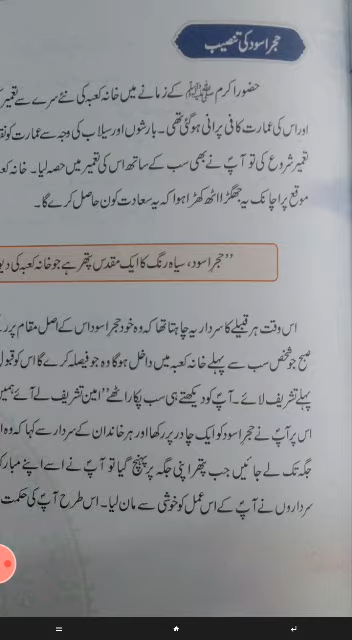 حجر اسود کی تنصیب
حضور اکرم ﷺ کے زمانے میں خانہ کعبہ کی نئے سرے سے تعمیر
اور اس کی عمارت کافی پرانی ہوگئی تھی۔ بارشوں اور سیلاب کی وجہ سے عمارت کو
تعمیر شروع کی تو آپؐ نے بھی سب کے ساتھ اس کی تعمیر میں حصہ لیا۔ خانہ
موقع پر اچانک یہ جھگڑا اٹھ کھڑا ہوا کہ یہ سعادت کون حاصل کرے گا۔
’’حجرِ اسود، سیاہ رنگ کا ایک مقدس پتھر ہے جو خانہ کعبہ کی
اس وقت ہر قبیلے کا سردار یہ چاہتا تھا کہ وہ خود حجر اسود اس کے اصل مقام پر
صبح جو شخص سب سے پہلے خانہ کعبہ میں داخل ہوگا وہ جو فیصلہ کرے گا اس کو قبول
پہلے تشریف لائے۔ آپؐ کو دیکھتے ہی سب پکار اٹھے ’’امین تشریف لے آئے ہمیں
اس پر آپؐ نے حجرِ اسود کو ایک چادر پر رکھا اور ہر خاندان کے سردار سے کہا کہ وہ
جگہ تک لے جائیں جب پتھر اپنی جگہ پر پہنچ گیا تو آپؐ نے اسے اپنے
سرداروں نے آپؐ کے اس عمل کو خوشی سے مان لیا۔ اس طرح آپؐ کی حکمت